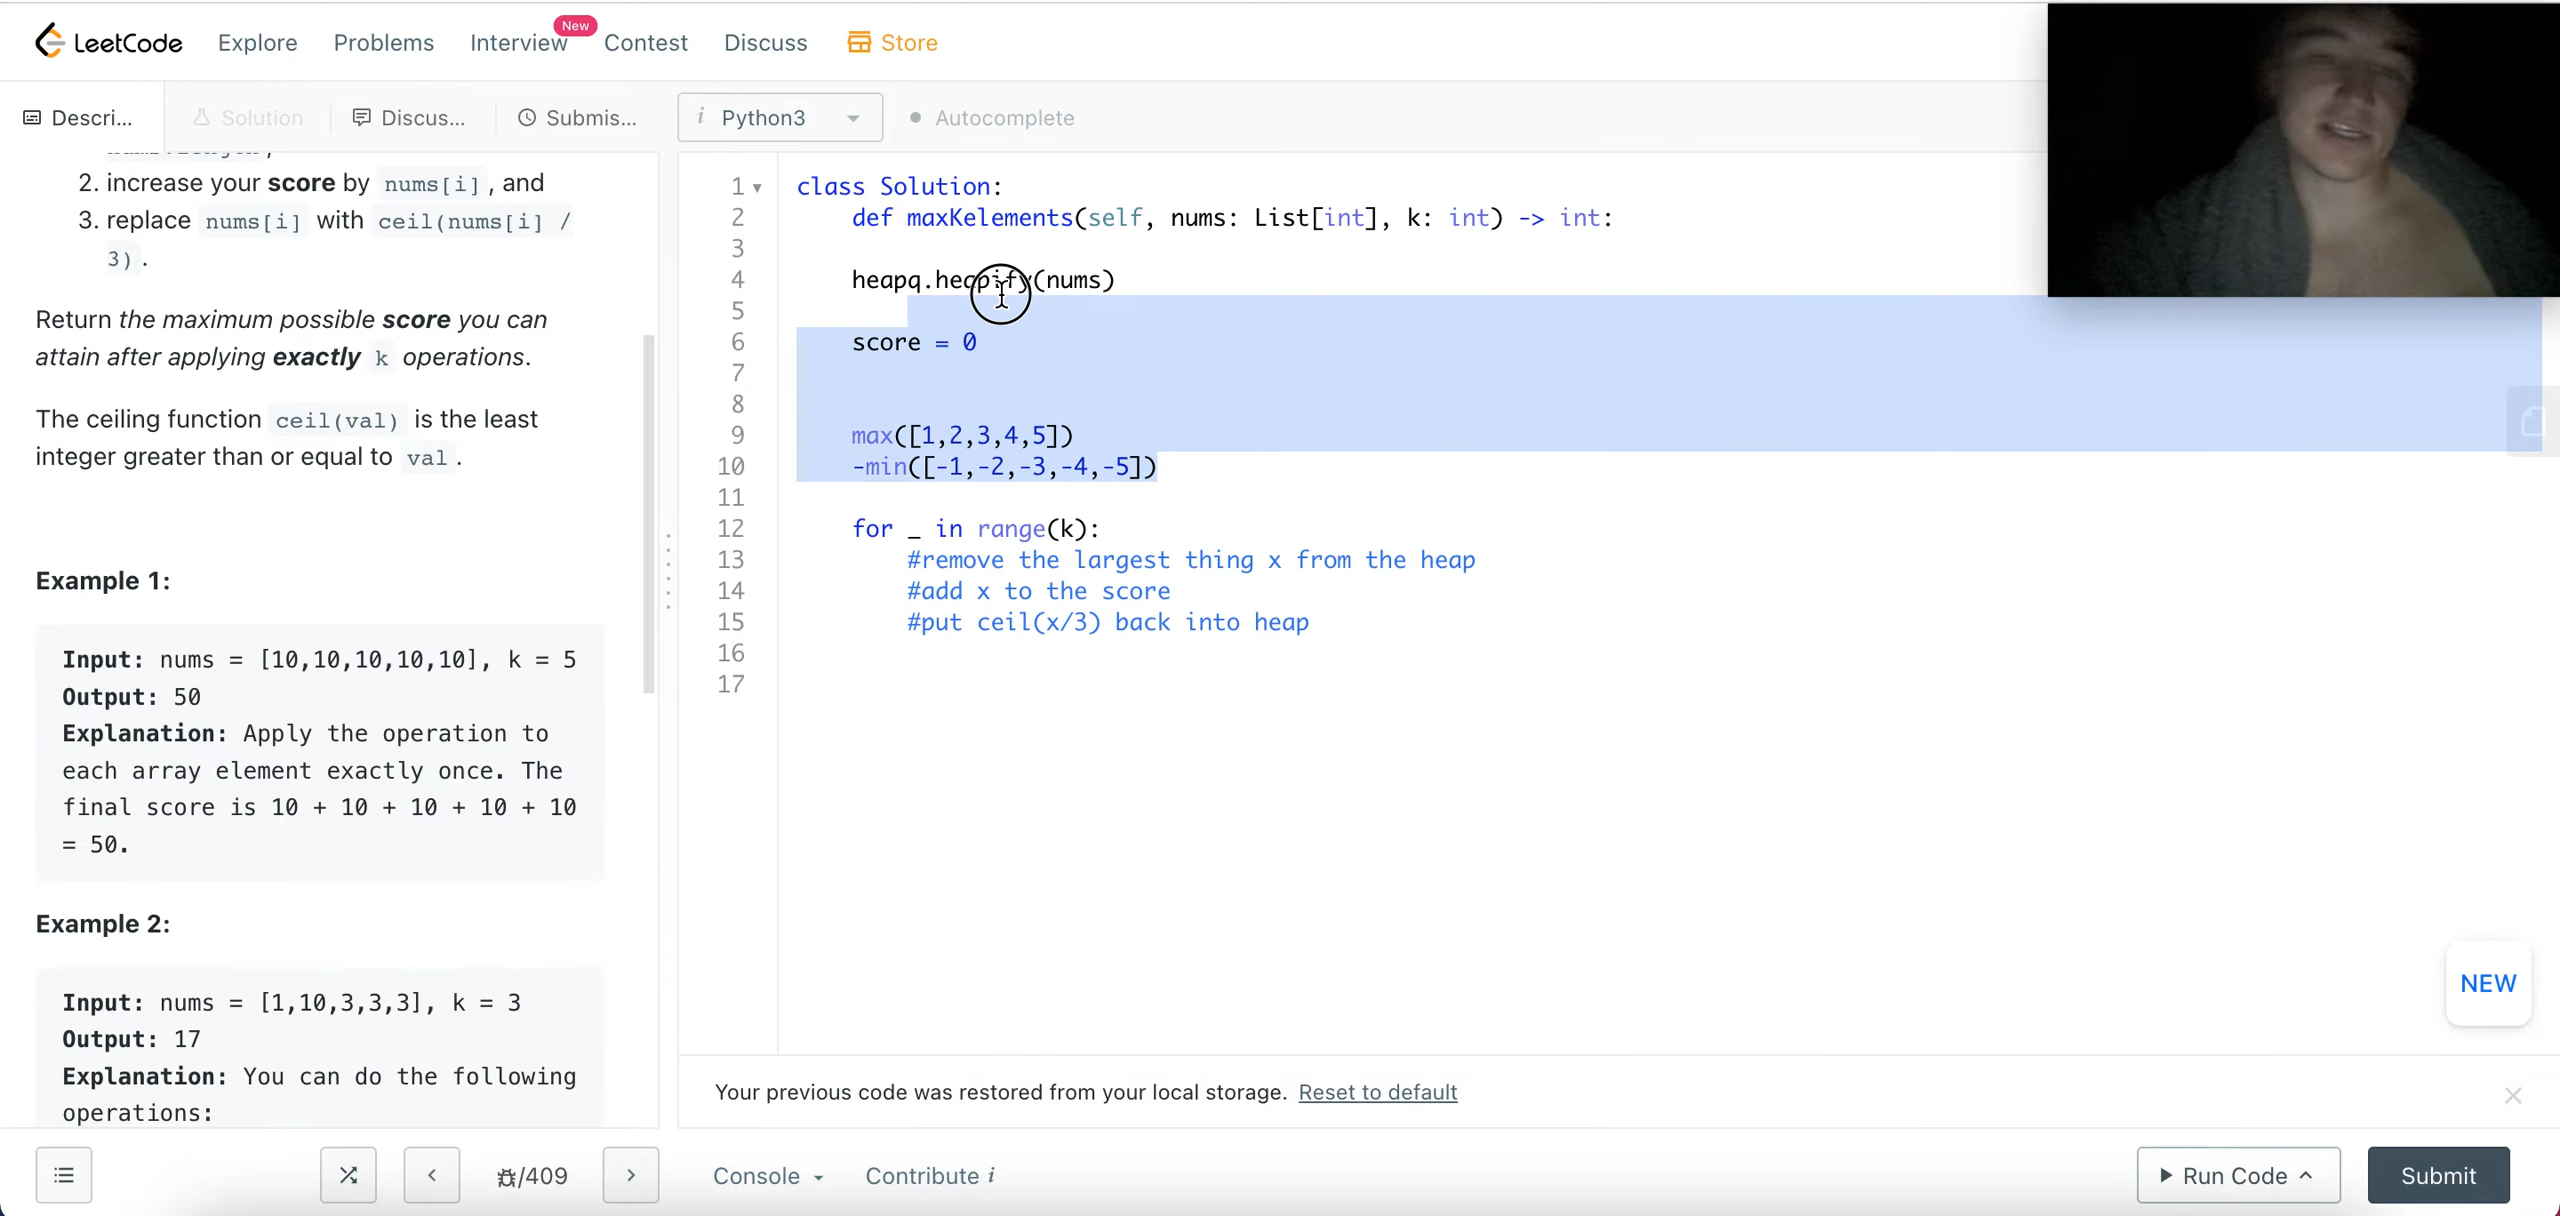 LeetCode
Explore
Problems
Interview
New
Contest
Discuss
Store
Descri...
Solution
Discus...
Submis...
i Python3
Autocomplete
2. increase your score by nums[i], and
3. replace nums[i] with ceil(nums[i] /
3).
Return the maximum possible score you can
attain after applying exactly k operations.
The ceiling function ceil(val) is the least
integer greater than or equal to val.
Example 1:
Input: nums = [10,10,10,10,10], k = 5
Output: 50
Explanation: Apply the operation to
each array element exactly once. The
final score is 10 + 10 + 10 + 10 + 10
= 50.
Example 2:
Input: nums = [1,10,3,3,3], k = 3
Output: 17
Explanation: You can do the following
operations:
1 class Solution:
2 def maxKelements(self, nums: List[int], k: int) -> int:
3
4 heapq.heapify(nums)
5
6 score = 0
7
8
9 max([1,2,3,4,5])
10 -min([-1,-2,-3,-4,-5])
11
12 for _ in range(k):
13 #remove the largest thing x from the heap
14 #add x to the score
15 #put ceil(x/3) back into heap
16
17
NEW
Your previous code was restored from your local storage. Reset to default
/409
Console
Contribute i
Run Code
Submit